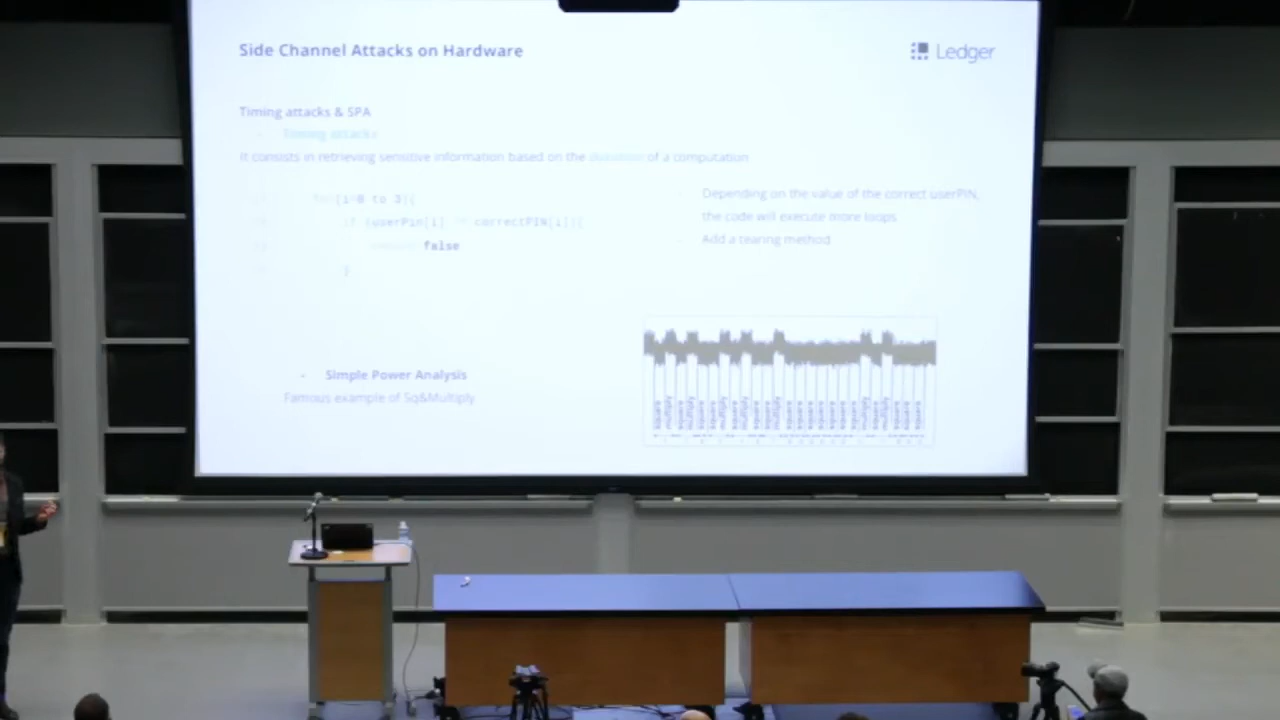 Side Channel Attacks on Hardware
Ledger
Timing attacks & SPA
- Timing attacks
It consists in retrieving sensitive information based on the duration of a computation
for(i=0 to 3){
if (userPin[i] != correctPIN[i]){
return false
}
- Depending on the value of the correct userPIN,
the code will execute more loops
- Add a tearing method
- Simple Power Analysis
Famous example of Sq&Multiply